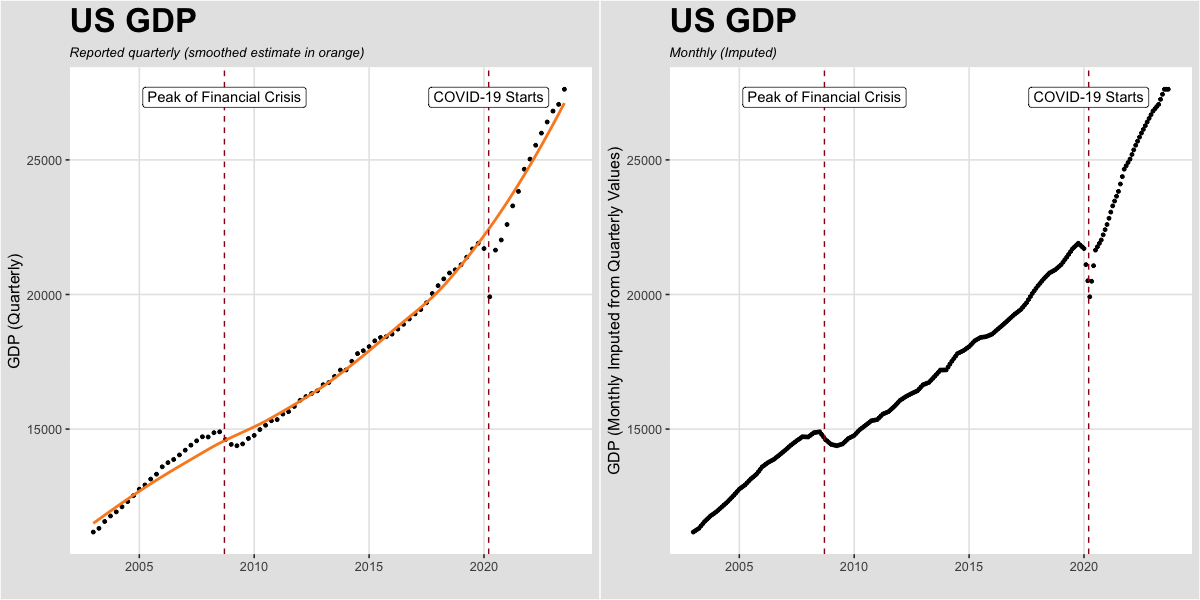 US GDP
Reported quarterly (smoothed estimate in orange)
GDP (Quarterly)
25000
20000
15000
Peak of Financial Crisis
COVID-19 Starts
2005
2010
2015
2020
US GDP
Monthly (Imputed)
GDP (Monthly Imputed from Quarterly Values)
25000
20000
15000
Peak of Financial Crisis
COVID-19 Starts
2005
2010
2015
2020